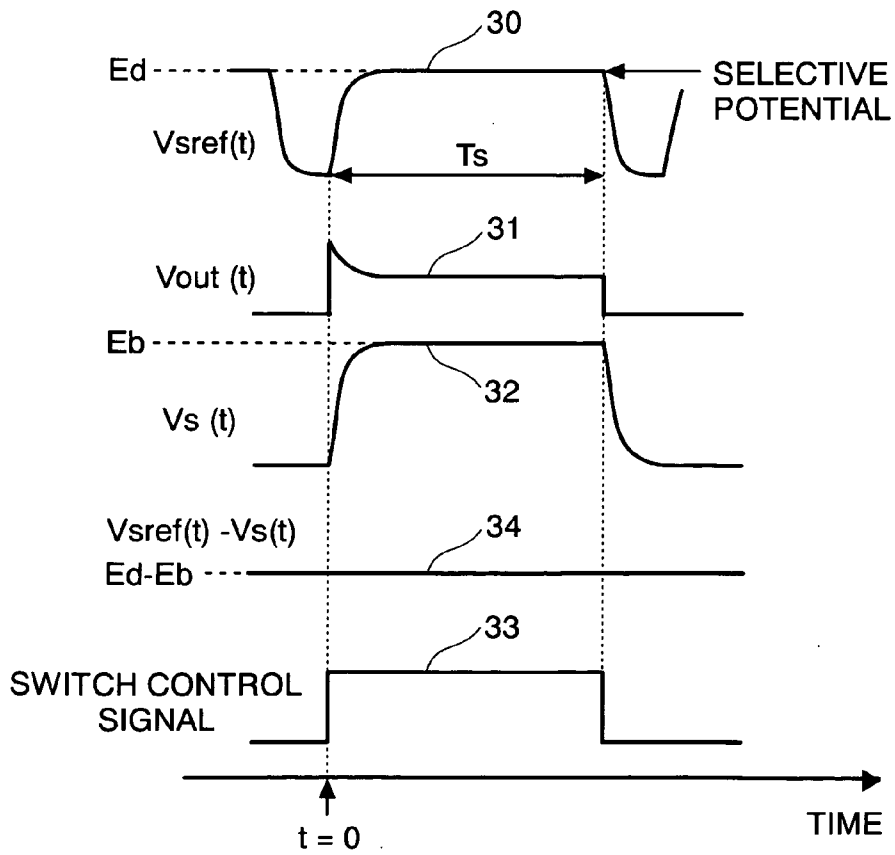 30
Ed
SELECTIVE
POTENTIAL
Vsref(t)
Ts
31
Vout (t)
Eb
32
Vs (t)
Vsref(t) -Vs(t)
34
Ed-Eb
33
SWITCH CONTROL
SIGNAL
TIME
t = 0